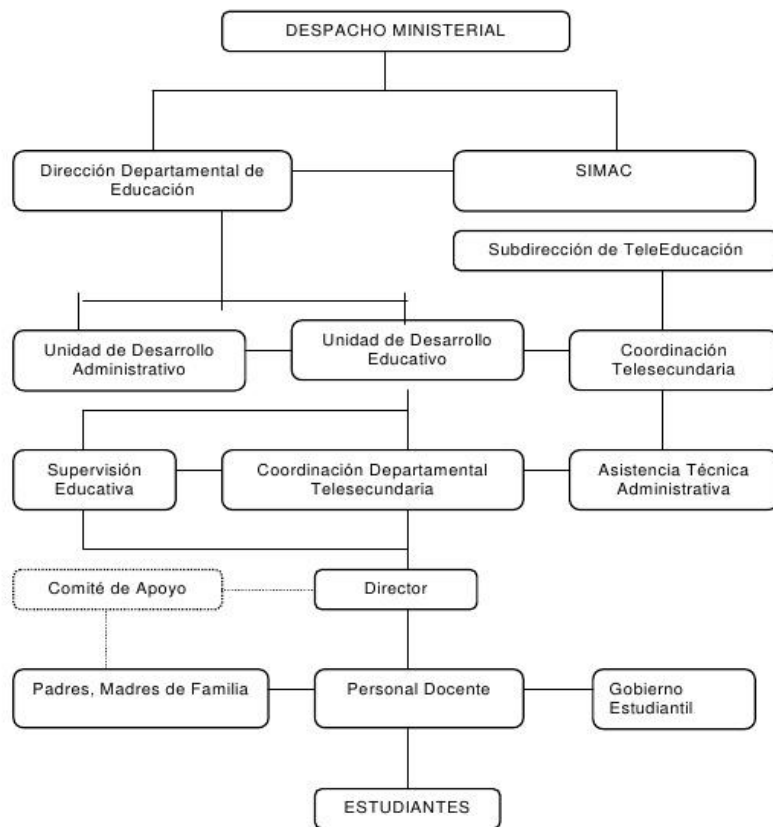 DESPACHO MINISTERIAL
Dirección Departamental de
Educación
SIMAC
Subdirección de TeleEducación
Unidad de Desarrollo
Administrativo
Unidad de Desarrollo
Educativo
Coordinación
Telesecundaria
Supervisión
Educativa
Coordinación Departamental
Telesecundaria
Asistencia Técnica
Administrativa
Comité de Apoyo
Director
Padres, Madres de Familia
Personal Docente
Gobierno
Estudiantil
ESTUDIANTES